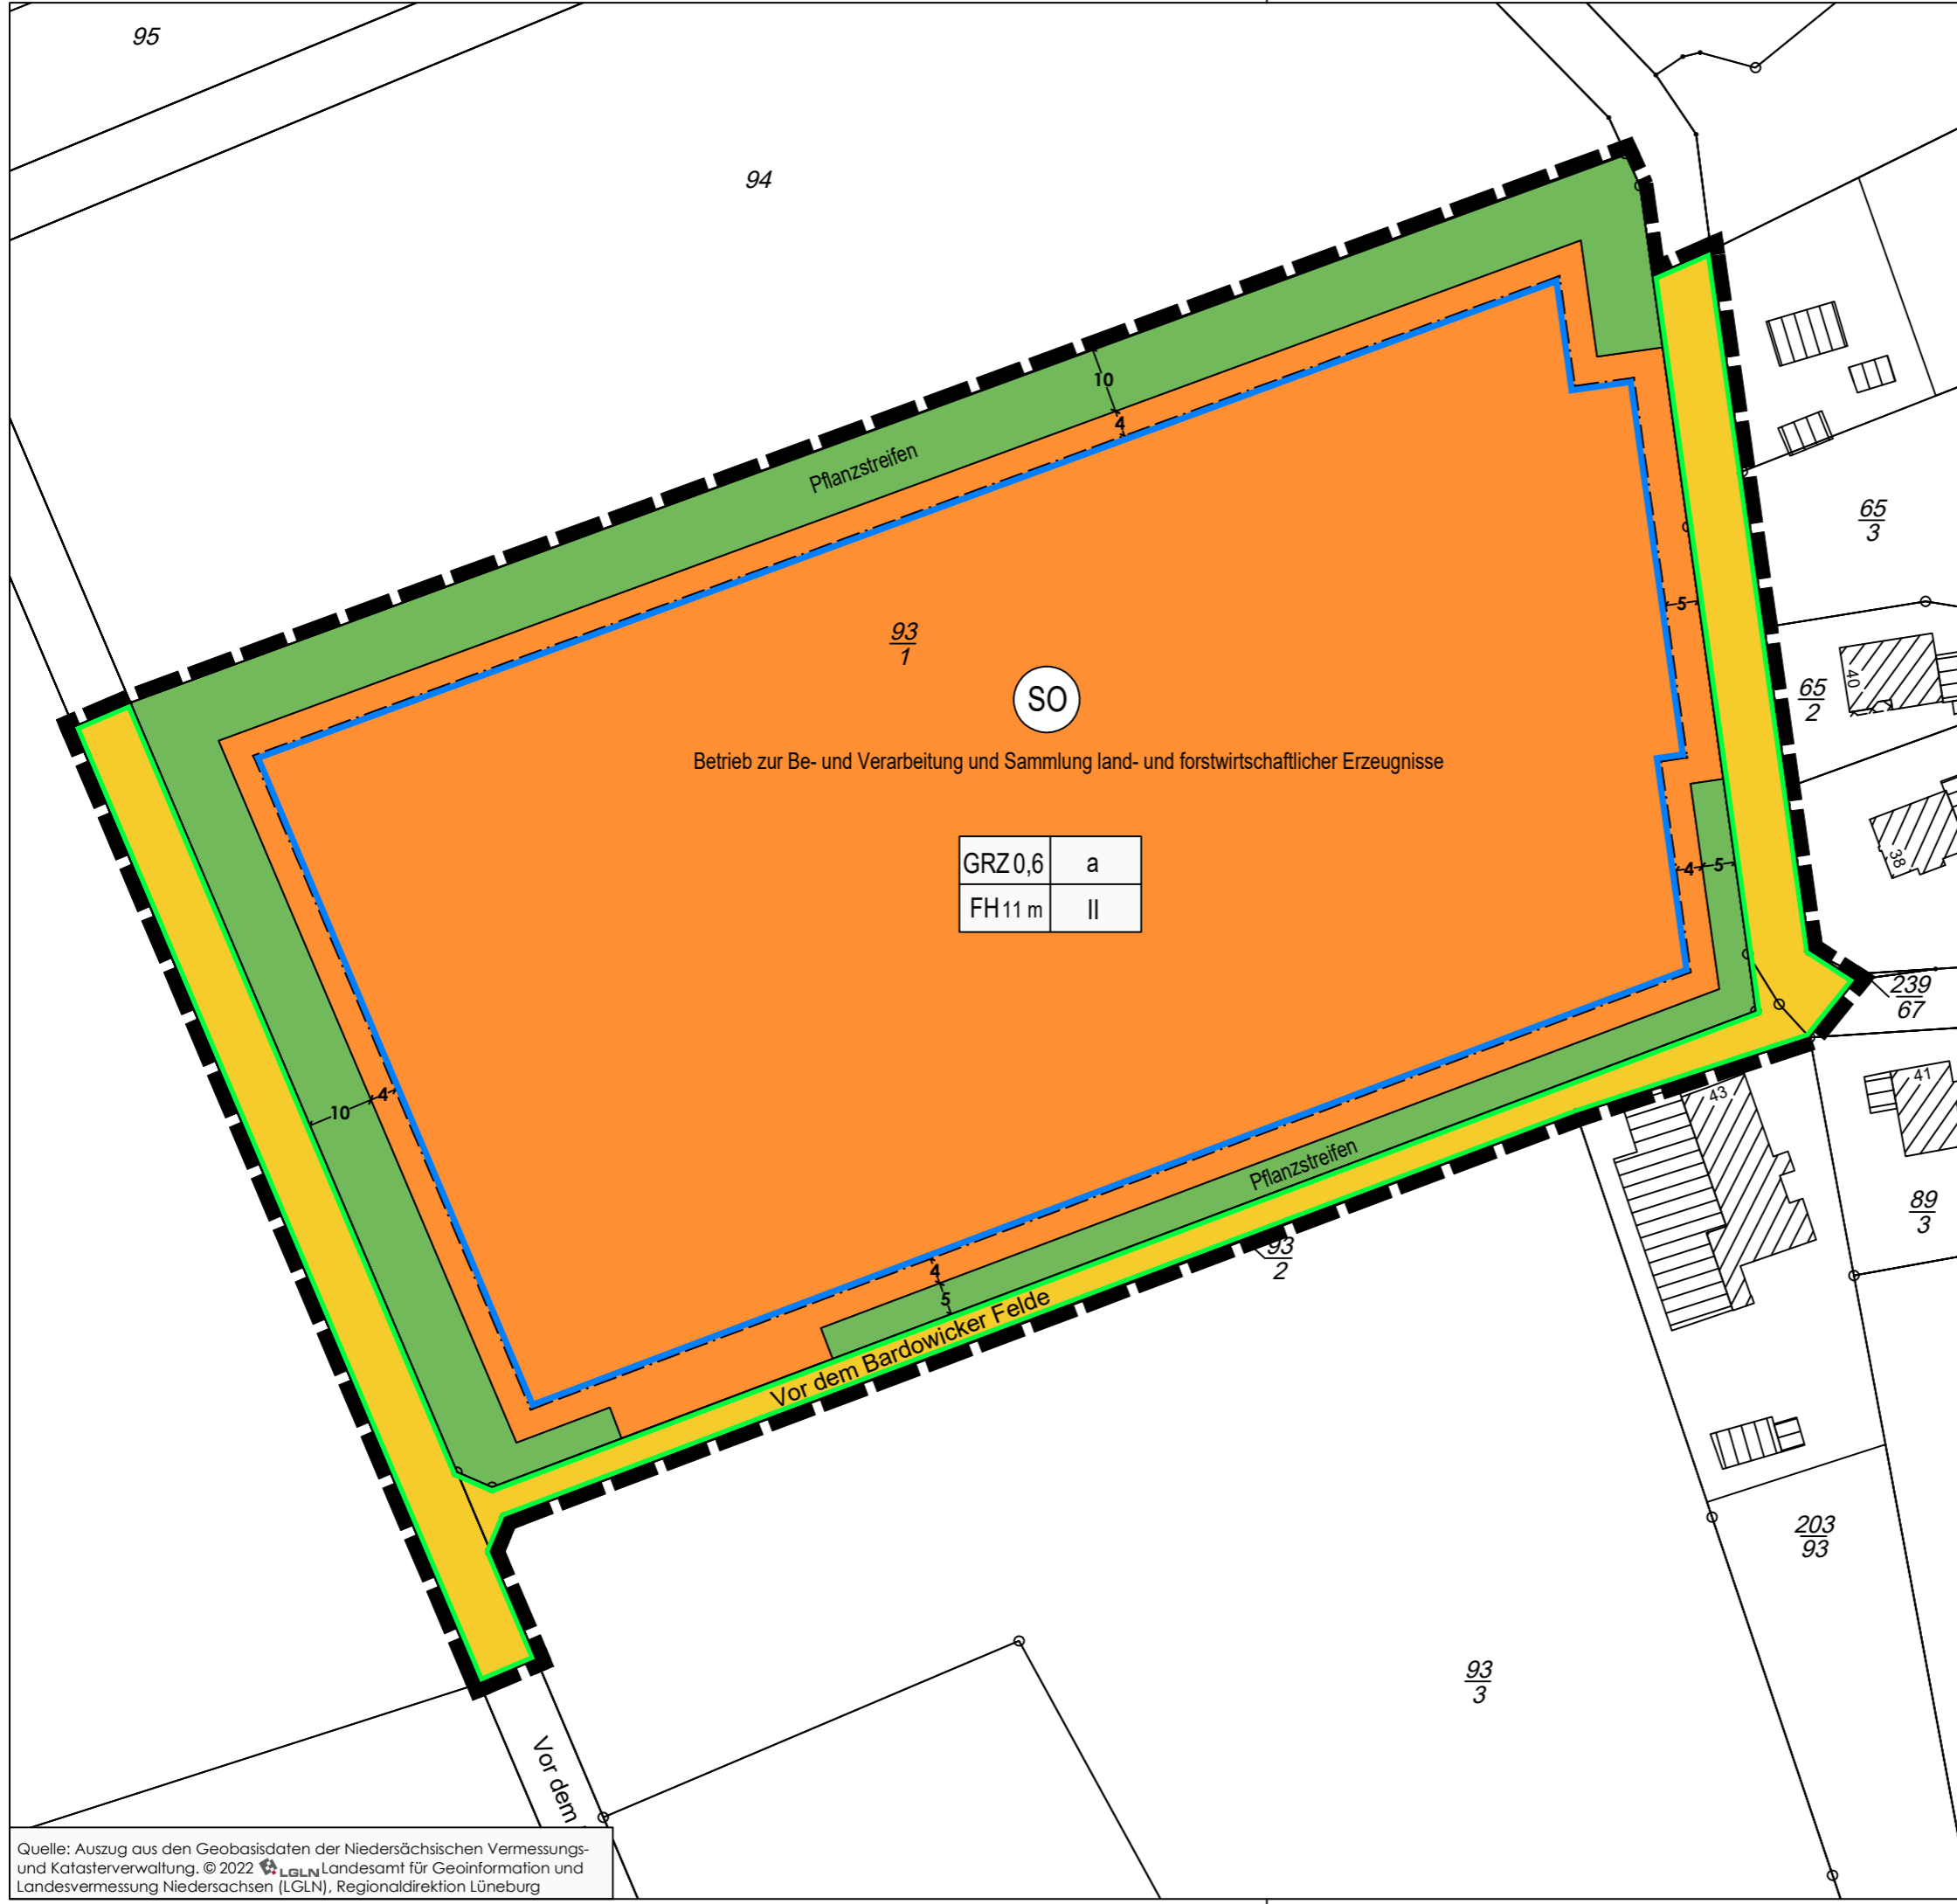 95
94
10
4
Pflanzstreifen
65
3
5
93
1
SO
40
65
2
Betrieb zur Be- und Verarbeitung und Sammlung land- und forstwirtschaftlicher Erzeugnisse
GRZ 0,6 a
FH 11 m II
38
4 5
239
67
10 4
43
41
Pflanzstreifen
89
3
93
2
4
5
Vor dem Bardowicker Felde
203
93
93
3
Vor dem
Quelle: Auszug aus den Geobasisdaten der Niedersächsischen Vermessungs-
und Katasterverwaltung. © 2022 LGLN Landesamt für Geoinformation und
Landesvermessung Niedersachsen (LGLN), Regionaldirektion Lüneburg